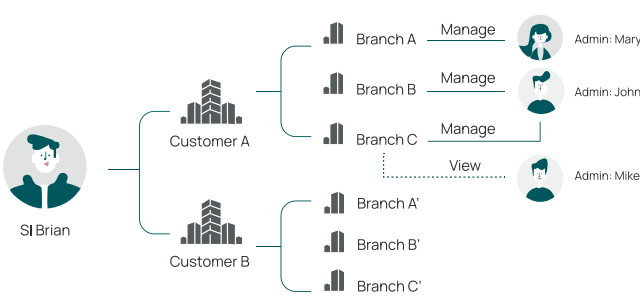 Branch A
Manage
Admin: Mary
Branch B
Manage
Admin: John
Customer A
Branch C
Manage
View
Admin: Mike
SI Brian
Branch A'
Branch B'
Customer B
Branch C'